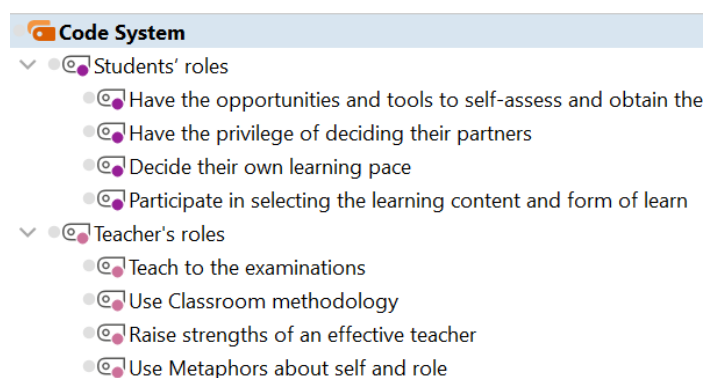 Code System
Students' roles
Have the opportunities and tools to self-assess and obtain the
Have the privilege of deciding their partners
Decide their own learning pace
Participate in selecting the learning content and form of learn
Teacher's roles
Teach to the examinations
Use Classroom methodology
Raise strengths of an effective teacher
Use Metaphors about self and role